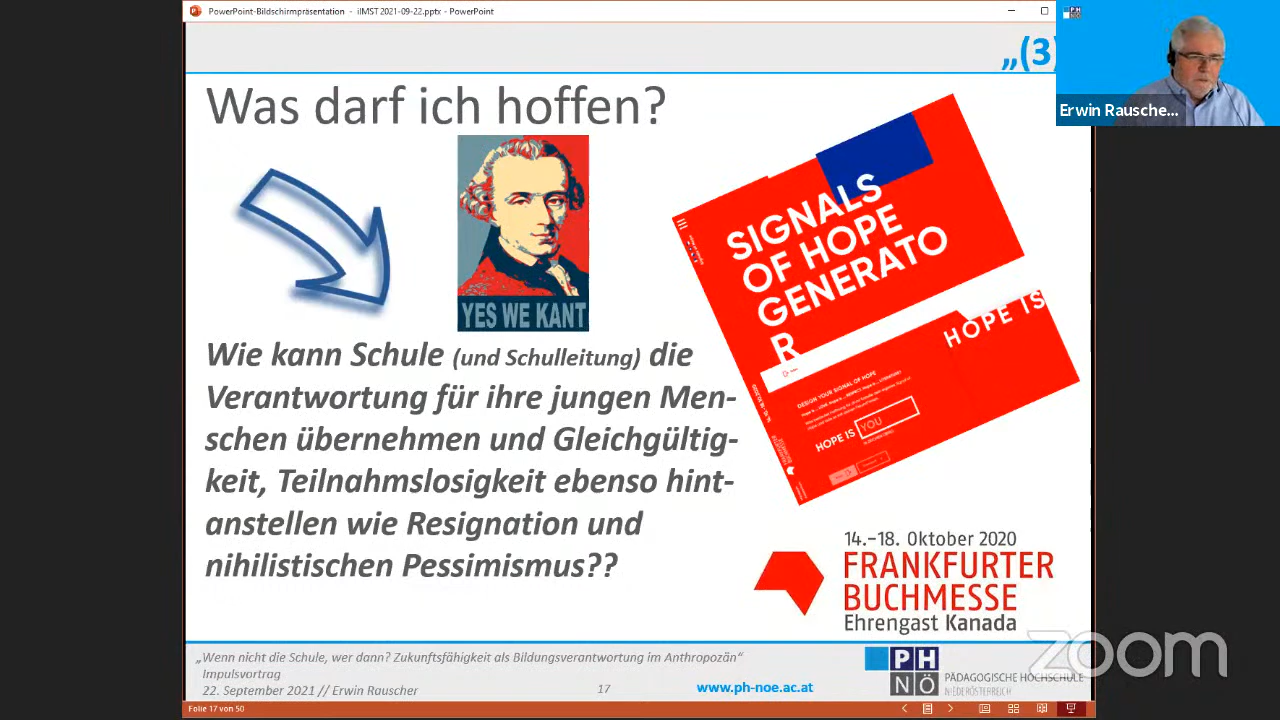 PowerPoint-Bildschirmpräsentation - iIMST2021-09-22.pptx - PowerPoint
PH
NÖ
„(3)
Erwin Rausche...
Was darf ich hoffen?
YES WE KANT
SIGNALS
OF HOPE
GENERATO
R
HOPE IS
DESIGN YOUR SIGNAL OF HOPE
HOPE IS YOU
Wie kann Schule (und Schulleitung) die
Verantwortung für ihre jungen Men-
schen übernehmen und Gleichgültig-
keit, Teilnahmslosigkeit ebenso hint-
anstellen wie Resignation und
nihilistischen Pessimismus??
14.–18. Oktober 2020
FRANKFURTER
BUCHMESSE
Ehrengast Kanada
„Wenn nicht die Schule, wer dann? Zukunftsfähigkeit als Bildungsverantwortung im Anthropozän“
Impulsvortrag
22. September 2021 // Erwin Rauscher
17
www.ph-noe.ac.at
PH
NÖ
PÄDAGOGISCHE HOCHSCHULE
NIEDERÖSTERREICH
zoom
Folie 17 von 50